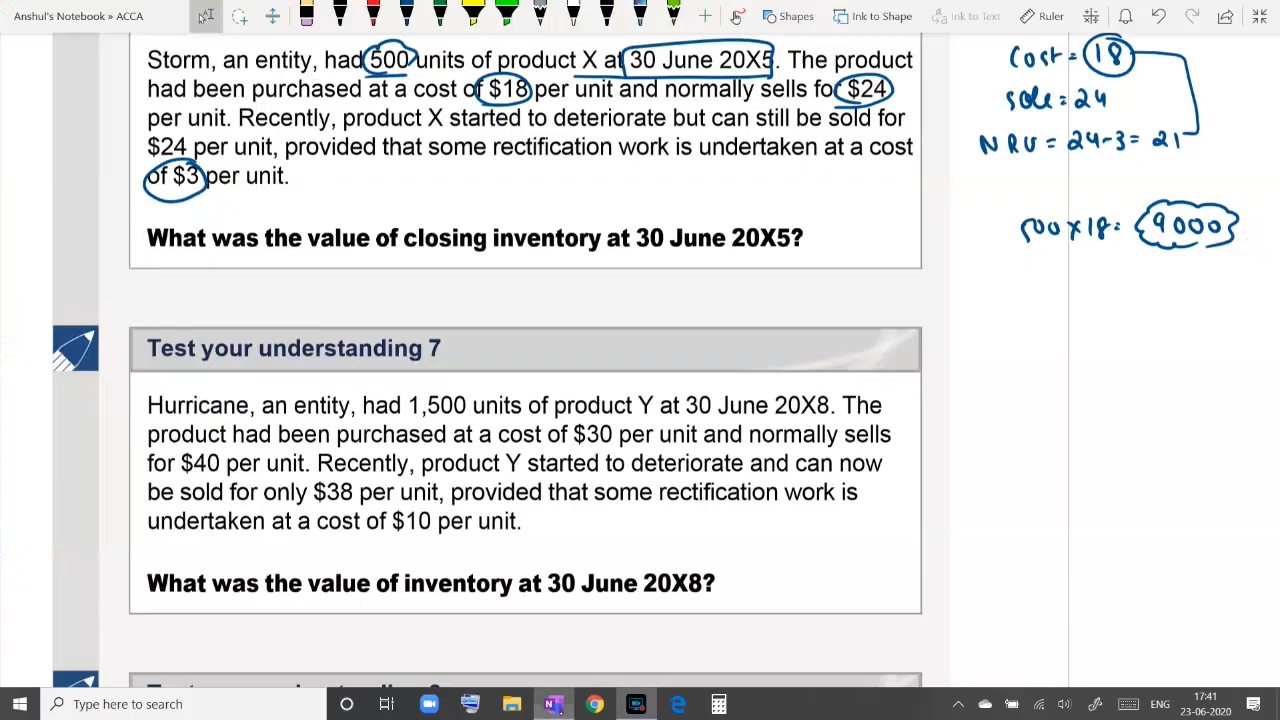 Anshul's Notebook » ACCA
Shapes
Ink to Shape
Ink to Text
Ruler
Storm, an entity, had 500 units of product X at 30 June 20X5. The product
had been purchased at a cost of $18 per unit and normally sells for $24
per unit. Recently, product X started to deteriorate but can still be sold for
$24 per unit, provided that some rectification work is undertaken at a cost
of $3 per unit.
What was the value of closing inventory at 30 June 20X5?
Cost = 18
sale = 24
NRV = 24-3 = 21
500 x 18 = 9000
Test your understanding 7
Hurricane, an entity, had 1,500 units of product Y at 30 June 20X8. The
product had been purchased at a cost of $30 per unit and normally sells
for $40 per unit. Recently, product Y started to deteriorate and can now
be sold for only $38 per unit, provided that some rectification work is
undertaken at a cost of $10 per unit.
What was the value of inventory at 30 June 20X8?
Type here to search
ENG
17:41
23-06-2020